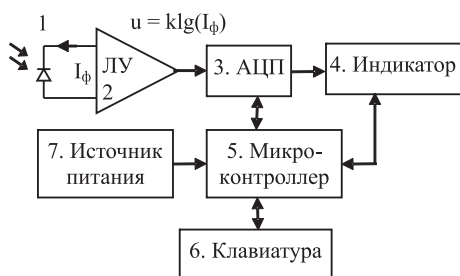 1
u = klg(Iф)
Iф
ЛУ
2
3. АЦП
4. Индикатор
7. Источник
питания
5. Микро-
контроллер
6. Клавиатура